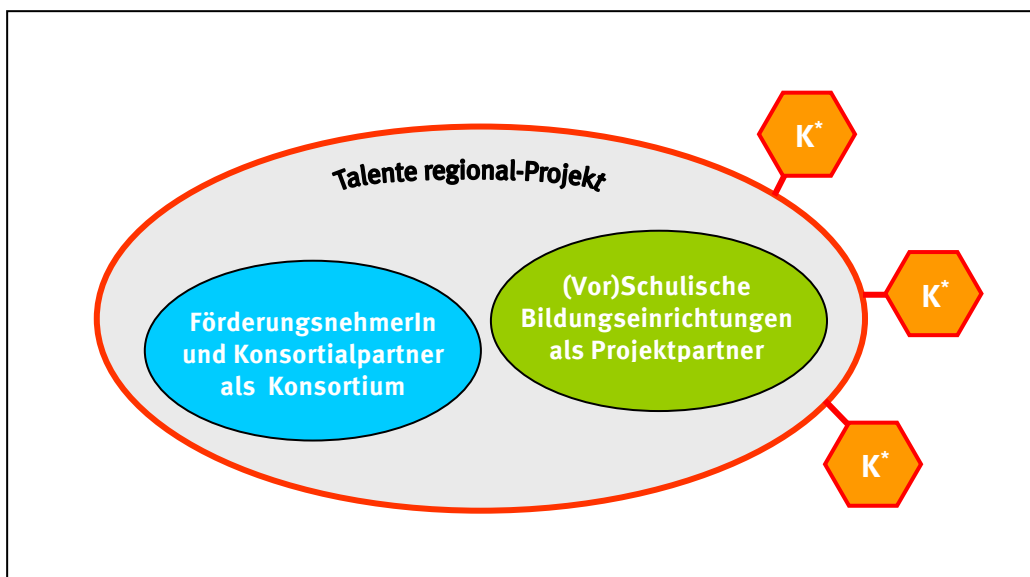 Talente regional-Projekt
K*
(Vor)Schulische
Bildungseinrichtungen
als Projektpartner
FörderungsnehmerIn
und Konsortialpartner
als Konsortium
K*
K*